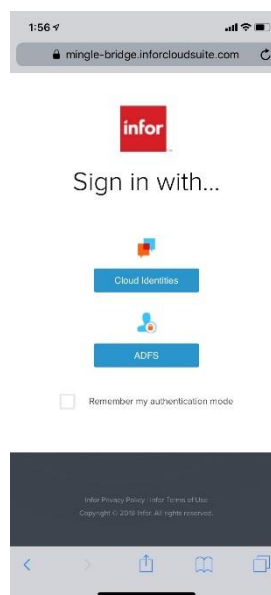 1:56
mingle-bridge.inforcloudsuite.com
infor
Sign in with...
Cloud Identities
ADFS
Remember my authentication mode
Infor Privacy Policy | Infor Terms of Use
Copyright © 2019 Infor. All rights reserved.